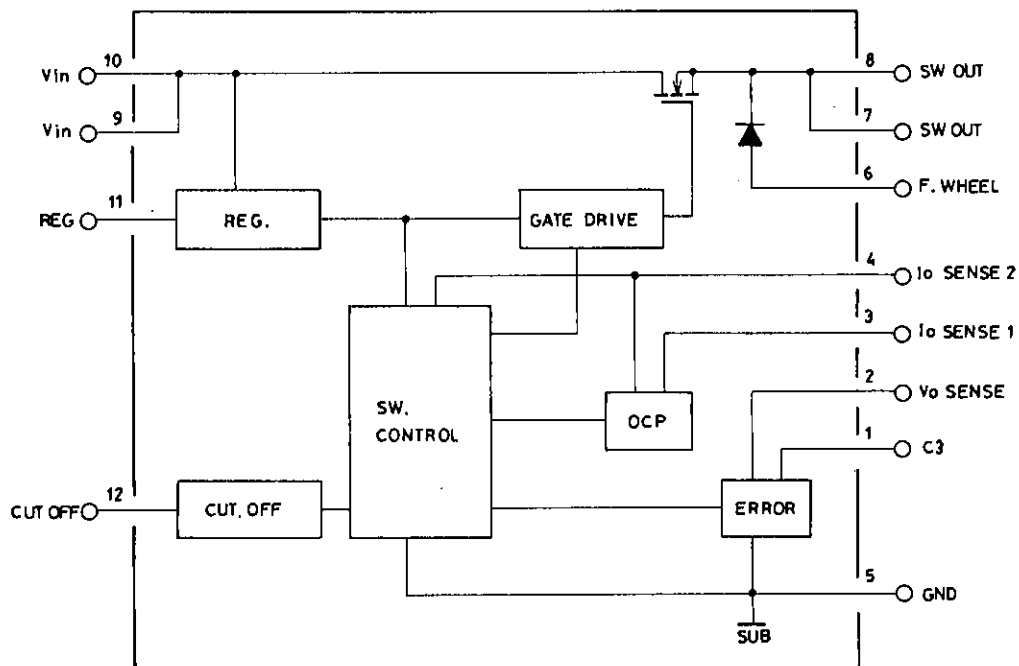 Vin 10
8 SW OUT
Vin 9
7 SW OUT
6 F. WHEEL
REG 11
REG.
GATE DRIVE
4 Io SENSE 2
3 Io SENSE 1
2 Vo SENSE
SW.
CONTROL
OCP
1 C3
CUT OFF 12
CUT. OFF
ERROR
5 GND
SUB